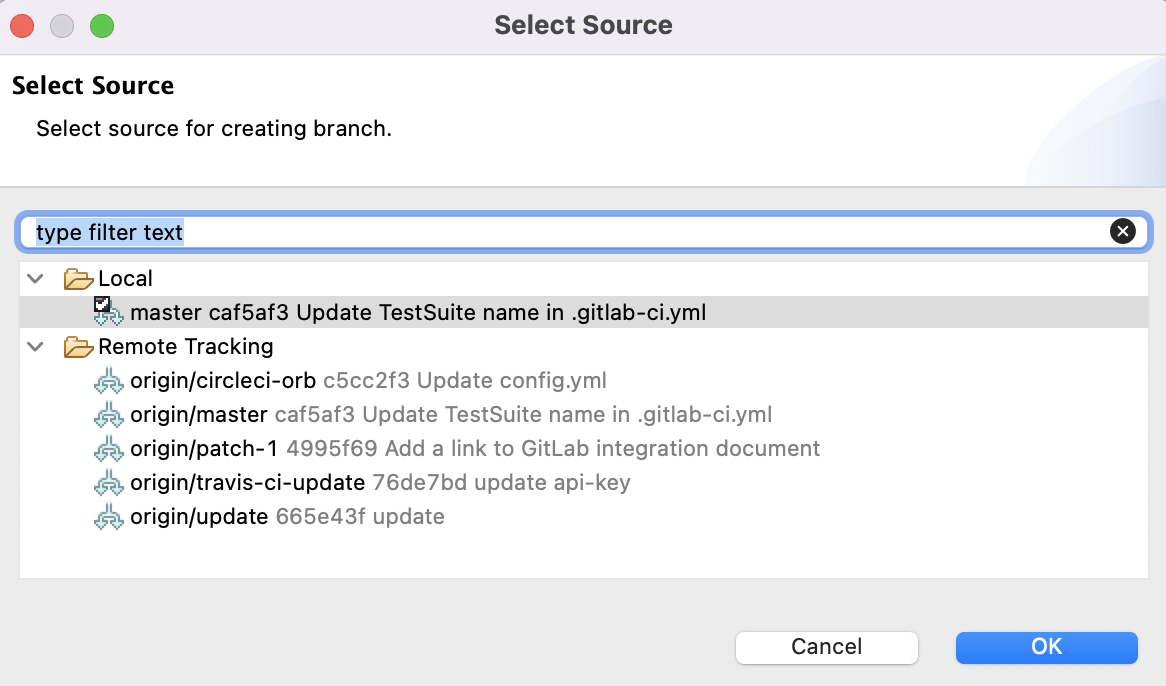 Select Source
Select Source
Select source for creating branch.
type filter text
Local
master caf5af3 Update TestSuite name in .gitlab-ci.yml
Remote Tracking
origin/circleci-orb c5cc2f3 Update config.yml
origin/master caf5af3 Update TestSuite name in .gitlab-ci.yml
origin/patch-1 4995f69 Add a link to GitLab integration document
origin/travis-ci-update 76de7bd update api-key
origin/update 665e43f update
Cancel OK